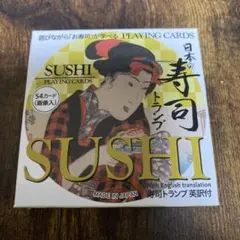 遊びながら「お寿司」が学べる PLAYING CARDS
SUSHI
PLAYING CARDS
日本の
寿司
トランプ
54カード
(画像入)
SUSHI
With English translation
MADE IN JAPAN
寿司トランプ 英訳付